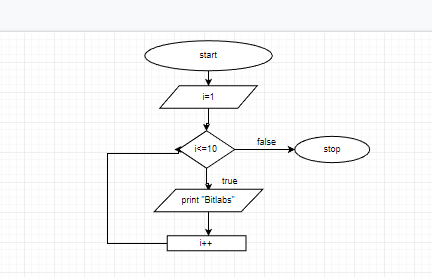 start
i=1
i<=10
false
stop
true
print "Bitlabs"
i++